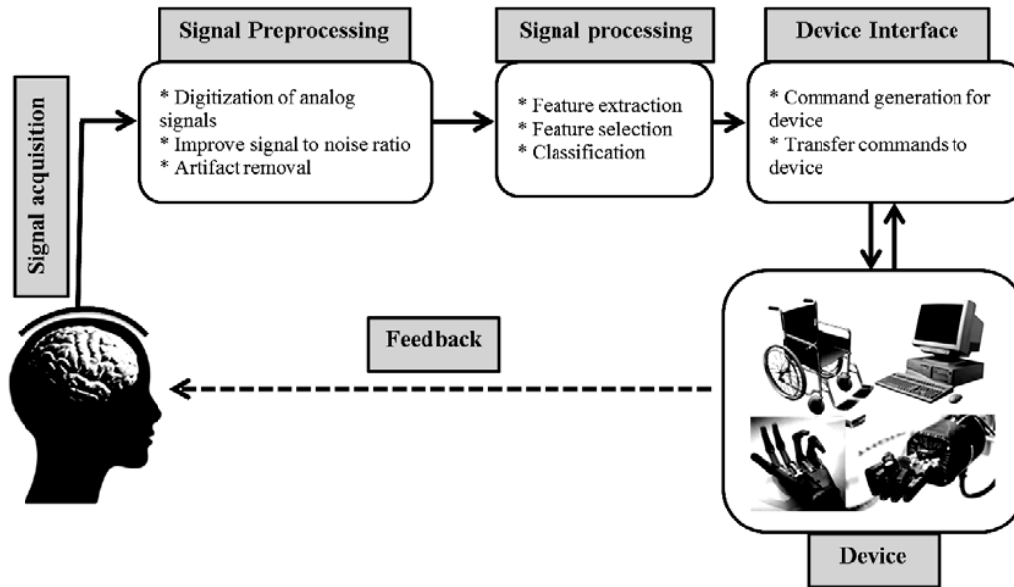 Signal acquisition
Signal Preprocessing
* Digitization of analog
signals
* Improve signal to noise ratio
* Artifact removal
Signal processing
* Feature extraction
* Feature selection
* Classification
Device Interface
* Command generation for
device
* Transfer commands to
device
Feedback
Device